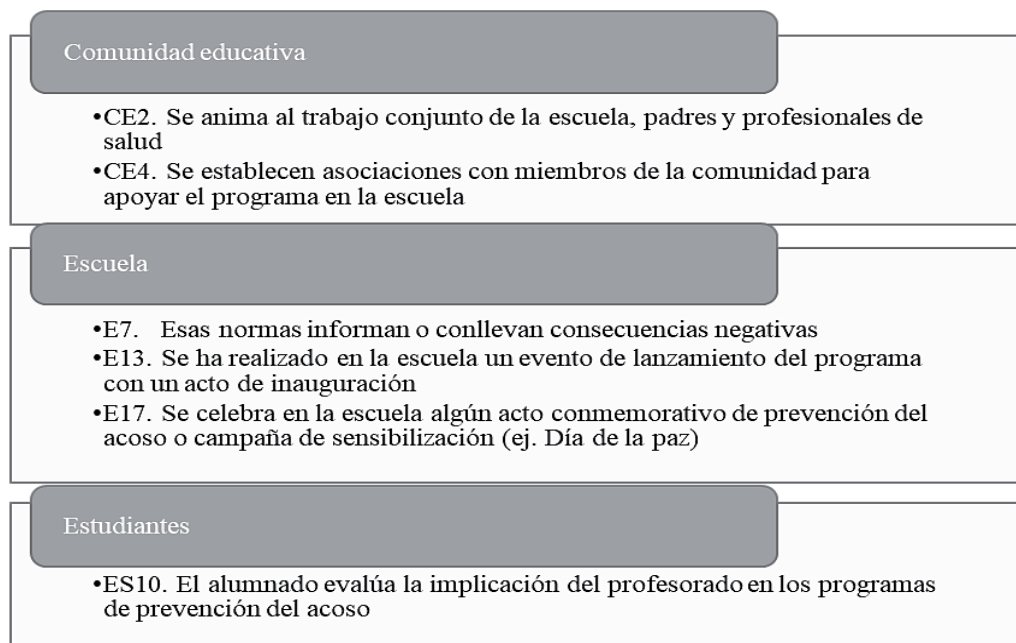 Comunidad educativa
•CE2. Se anima al trabajo conjunto de la escuela, padres y profesionales de
salud
•CE4. Se establecen asociaciones con miembros de la comunidad para
apoyar el programa en la escuela
Escuela
•E7. Esas normas informan o conllevan consecuencias negativas
•E13. Se ha realizado en la escuela un evento de lanzamiento del programa
con un acto de inauguración
•E17. Se celebra en la escuela algún acto conmemorativo de prevención del
acoso o campaña de sensibilización (ej. Día de la paz)
Estudiantes
•ES10. El alumnado evalúa la implicación del profesorado en los programas
de prevención del acoso